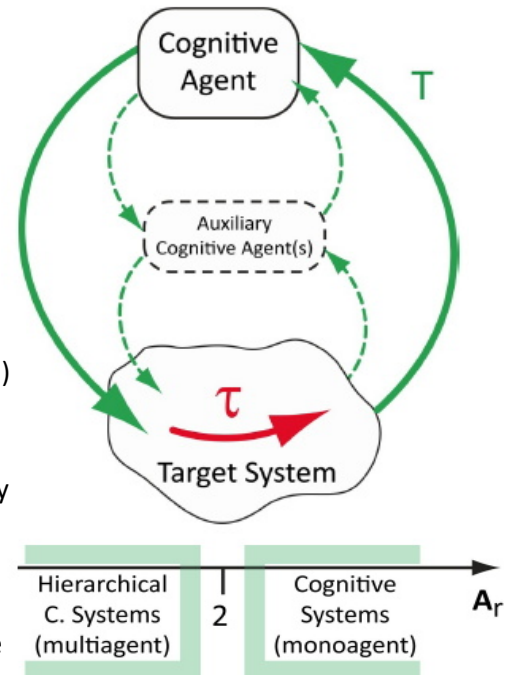 Cognitive
Agent
T
Auxiliary
Cognitive Agent(s)
)
τ
Target System
y
Hierarchical
C. Systems
(multiagent)
2
Cognitive
Systems
(monoagent)
Ar
e